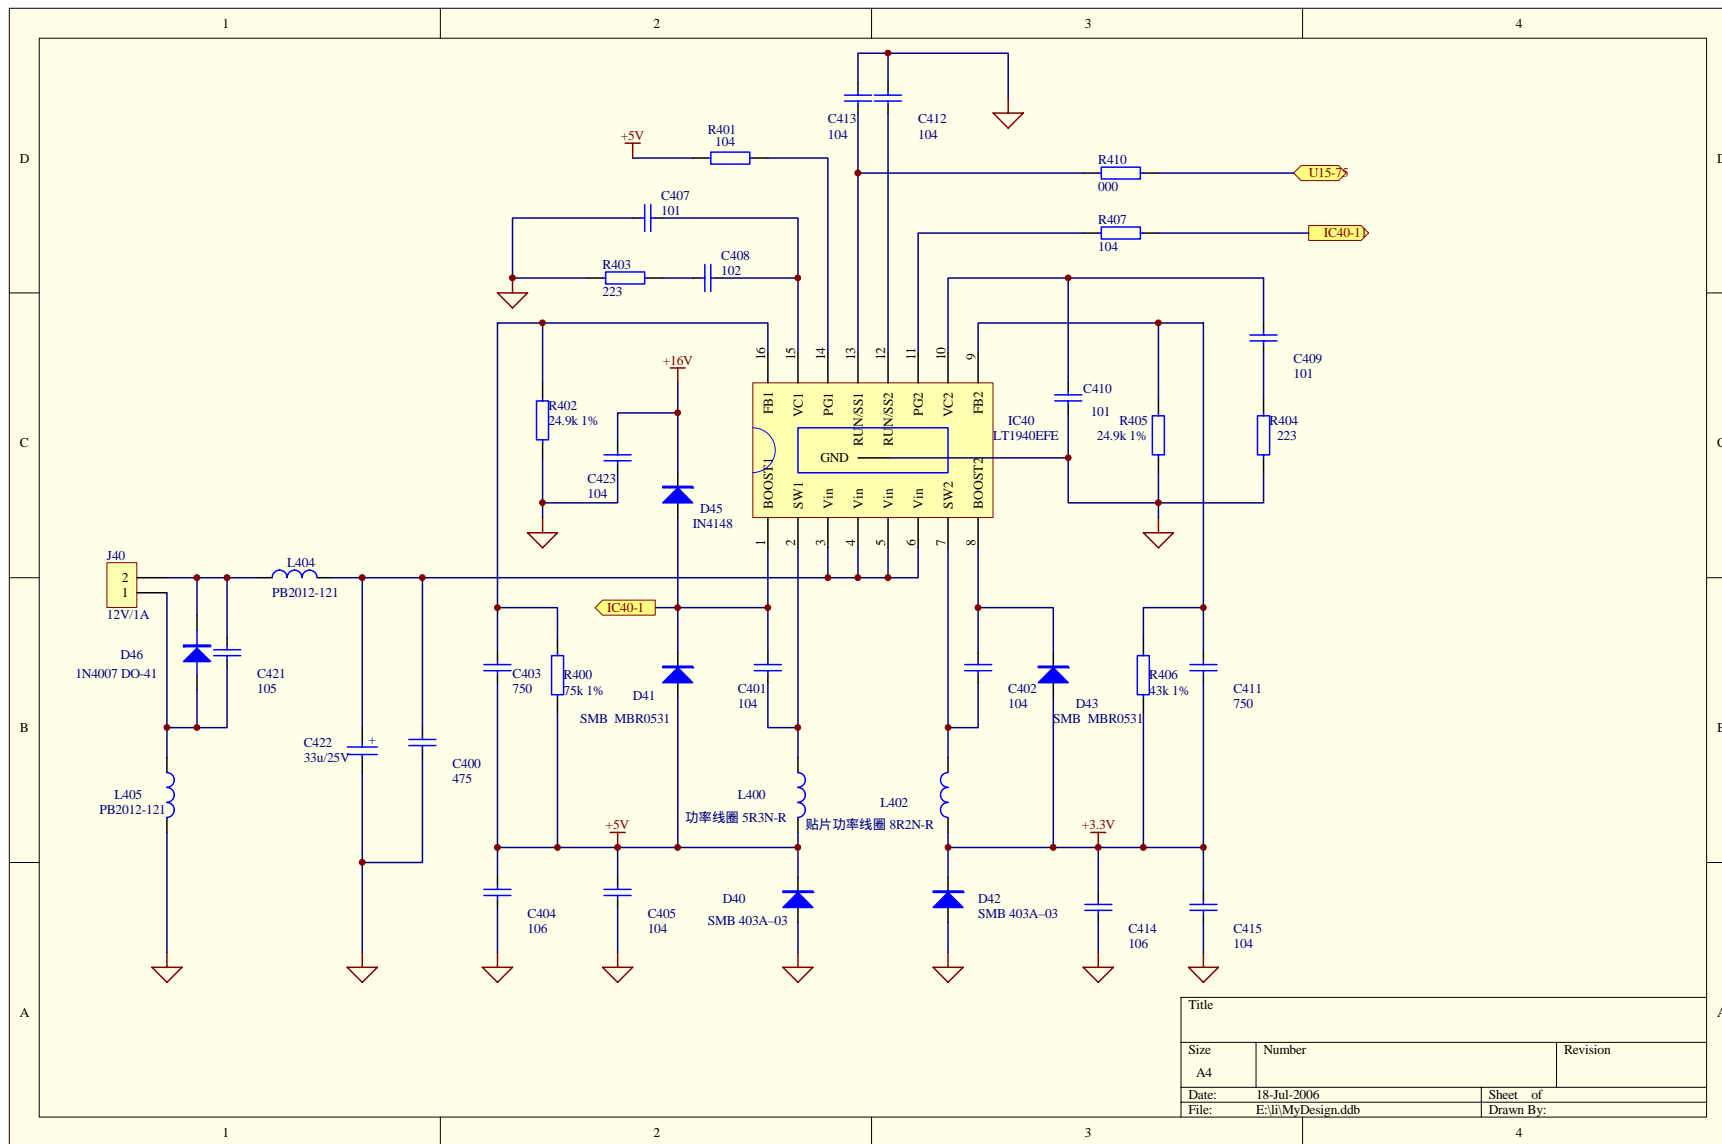 1
2
3
4
D
D
C413
104
C412
104
+5V
R401
104
R410
000
U15-75
C407
101
R407
104
IC40-11
C408
102
R403
223
16
15
14
13
12
11
10
9
+16V
C409
101
FB1
VC1
PG1
RUN/SS1
RUN/SS2
PG2
VC2
FB2
C410
101
R402
24.9k 1%
IC40
LT1940EFE
R405
24.9k 1%
R404
223
C
C
GND
C423
104
BOOST1
SW1
Vin
Vin
Vin
Vin
SW2
BOOST2
D45
IN4148
1
2
3
4
5
6
7
8
J40
2
1
12V/1A
L404
PB2012-121
IC40-1
D46
1N4007 DO-41
C421
105
C403
750
R400
75k 1%
D41
SMB MBR0531
C401
104
C402
104
D43
SMB MBR0531
R406
43k 1%
C411
750
B
B
C422
+
33u/25V
C400
475
L405
PB2012-121
L400
功率线圈 5R3N-R
L402
贴片功率线圈 8R2N-R
+5V
+3.3V
C404
106
C405
104
D40
SMB 403A–03
D42
SMB 403A–03
C414
106
C415
104
A
A
Title
Size
Number
Revision
A4
Date:
18-Jul-2006
Sheet of
File:
E:\li\MyDesign.ddb
Drawn By:
1
2
3
4